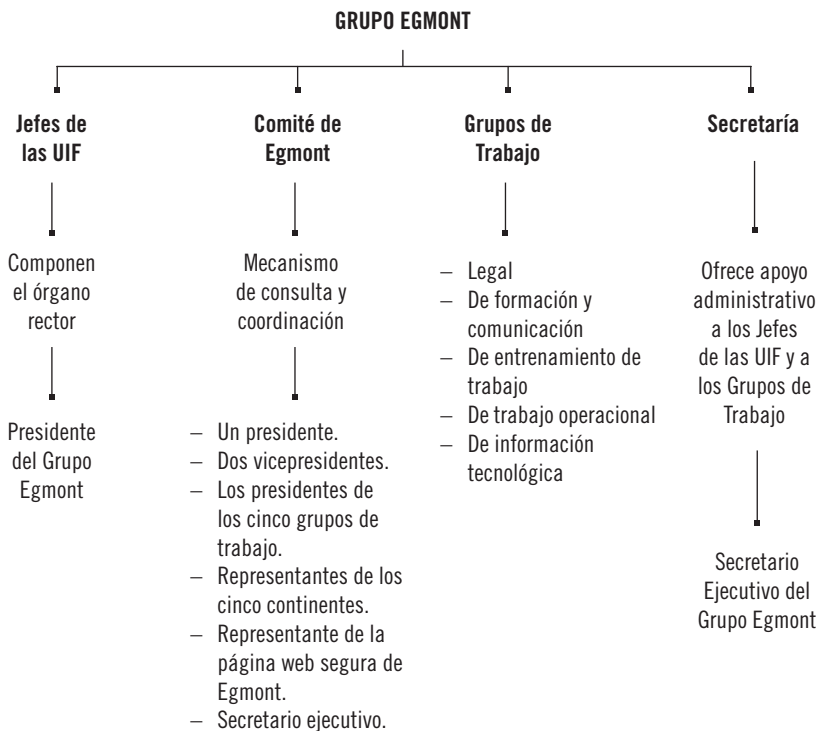 GRUPO EGMONT
Jefes de
las UIF
Componen
el órgano
rector
Presidente
del Grupo
Egmont
Comité de
Egmont
Mecanismo
de consulta y
coordinación
– Un presidente.
– Dos vicepresidentes.
– Los presidentes de
los cinco grupos de
trabajo.
– Representantes de los
cinco continentes.
– Representante de la
página web segura de
Egmont.
– Secretario ejecutivo.
Grupos de
Trabajo
– Legal
– De formación y
comunicación
– De entrenamiento de
trabajo
– De trabajo operacional
– De información
tecnológica
Secretaría
Ofrece apoyo
administrativo
a los Jefes
de las UIF y a
los Grupos de
Trabajo
Secretario
Ejecutivo del
Grupo Egmont